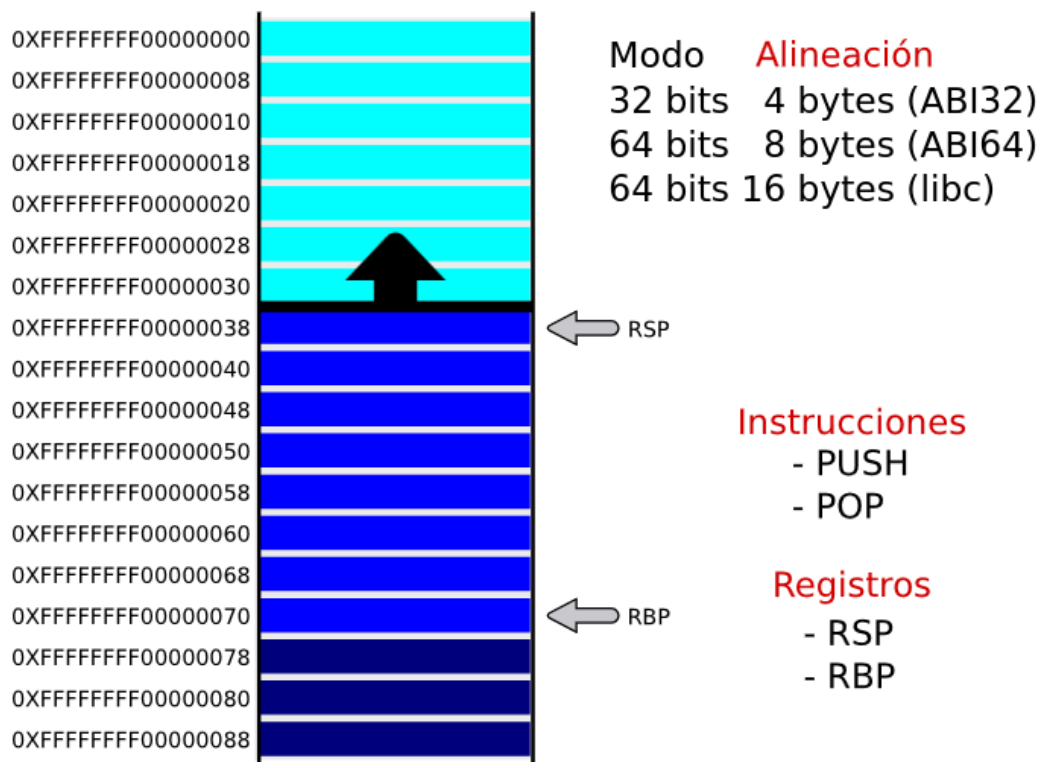 0XFFFFFFFF00000000
0XFFFFFFFF00000008
0XFFFFFFFF00000010
0XFFFFFFFF00000018
0XFFFFFFFF00000020
0XFFFFFFFF00000028
0XFFFFFFFF00000030
0XFFFFFFFF00000038
0XFFFFFFFF00000040
0XFFFFFFFF00000048
0XFFFFFFFF00000050
0XFFFFFFFF00000058
0XFFFFFFFF00000060
0XFFFFFFFF00000068
0XFFFFFFFF00000070
0XFFFFFFFF00000078
0XFFFFFFFF00000080
0XFFFFFFFF00000088
RSP
RBP
Modo Alineación
32 bits 4 bytes (ABI32)
64 bits 8 bytes (ABI64)
64 bits 16 bytes (libc)
Instrucciones
- PUSH
- POP
Registros
- RSP
- RBP